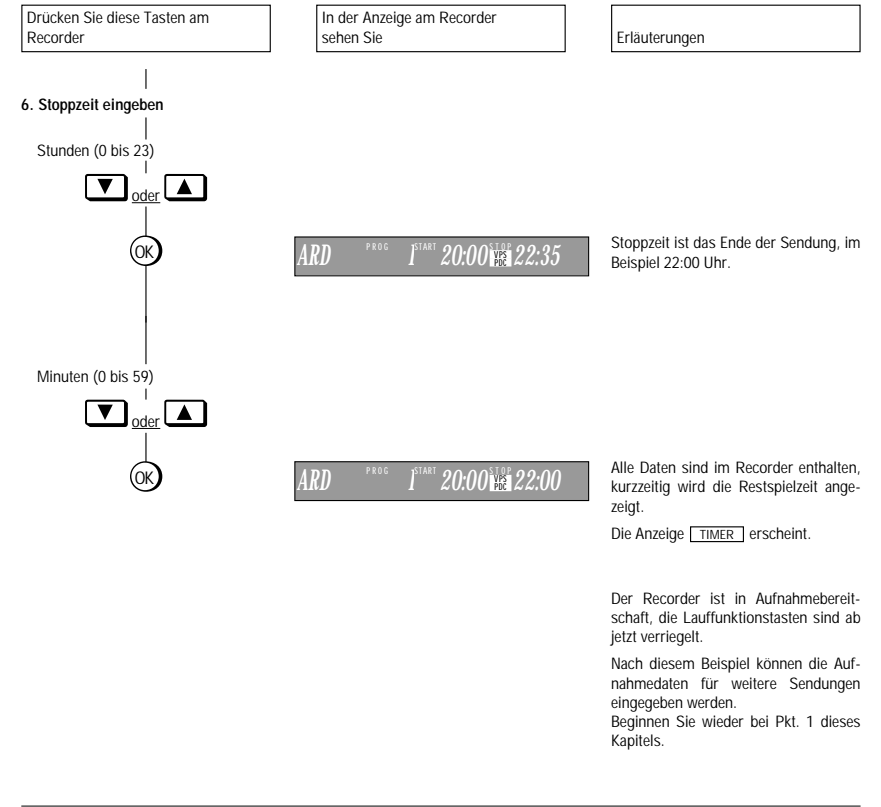 Drücken Sie diese Tasten am
Recorder
In der Anzeige am Recorder
sehen Sie
Erläuterungen
6. Stoppzeit eingeben
Stunden (0 bis 23)
▼ oder ▲
OK
ARD PROG 1 START 20:00 STOP VPS PDC 22:35
Stoppzeit ist das Ende der Sendung, im
Beispiel 22:00 Uhr.
Minuten (0 bis 59)
▼ oder ▲
OK
ARD PROG 1 START 20:00 STOP VPS PDC 22:00
Alle Daten sind im Recorder enthalten,
kurzzeitig wird die Restspielzeit ange-
zeigt.
Die Anzeige TIMER erscheint.
Der Recorder ist in Aufnahmebereit-
schaft, die Lauffunktionstasten sind ab
jetzt verriegelt.
Nach diesem Beispiel können die Auf-
nahmedaten für weitere Sendungen
eingegeben werden.
Beginnen Sie wieder bei Pkt. 1 dieses
Kapitels.